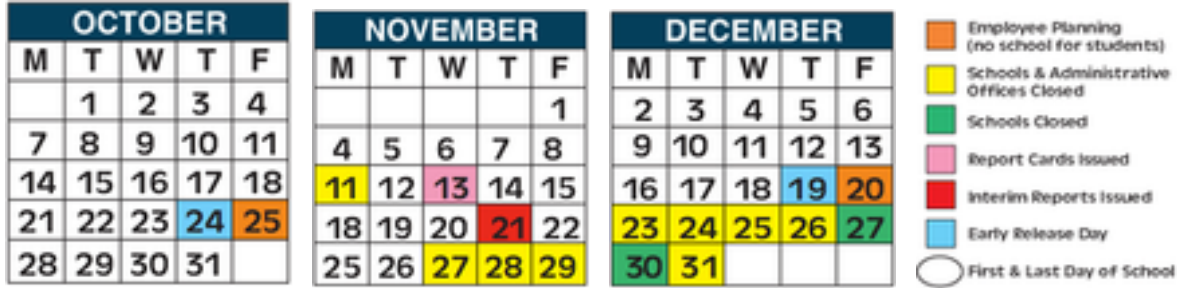 OCTOBER
M T W T F
1 2 3 4
7 8 9 10 11
14 15 16 17 18
21 22 23 24 25
28 29 30 31
NOVEMBER
M T W T F
1
4 5 6 7 8
11 12 13 14 15
18 19 20 21 22
25 26 27 28 29
DECEMBER
M T W T F
2 3 4 5 6
9 10 11 12 13
16 17 18 19 20
23 24 25 26 27
30 31
Employee Planning
(no school for students)
Schools & Administrative
Offices Closed
Schools Closed
Report Cards Issued
Interim Reports Issued
Early Release Day
First & Last Day of School